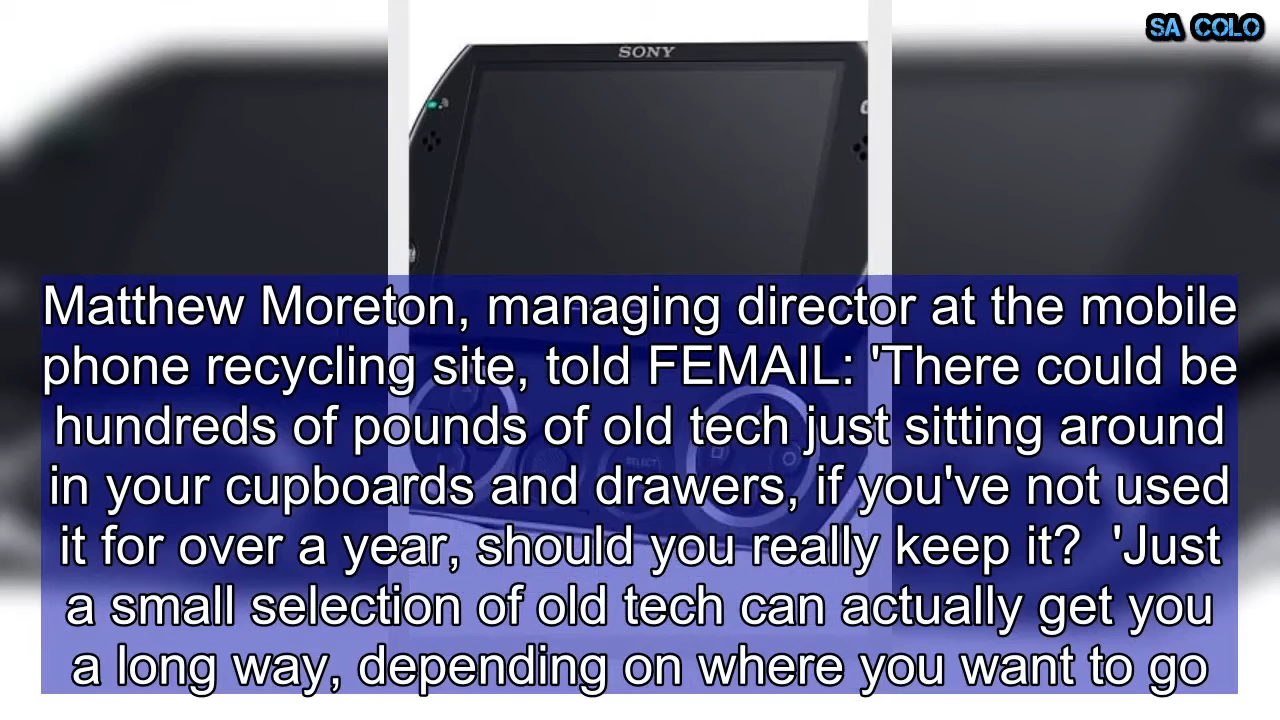 SA COLO
SONY
Matthew Moreton, managing director at the mobile
phone recycling site, told FEMAIL: 'There could be
hundreds of pounds of old tech just sitting around
in your cupboards and drawers, if you've not used
it for over a year, should you really keep it?  'Just
a small selection of old tech can actually get you
a long way, depending on where you want to go
SELECT